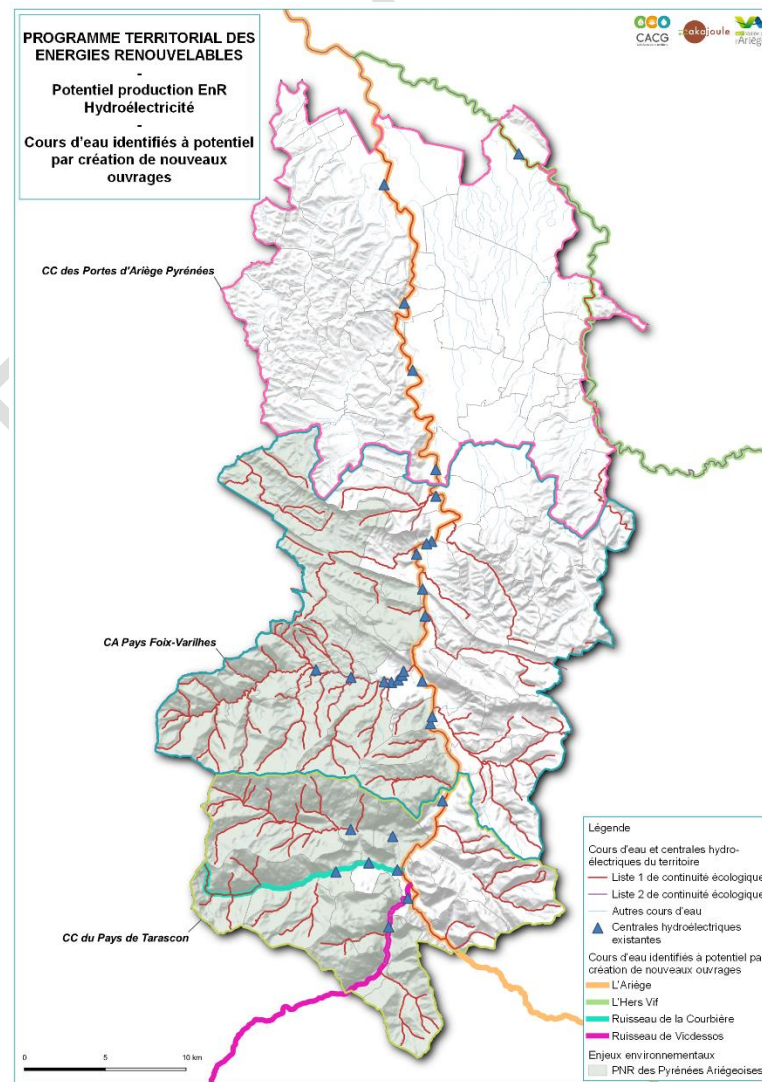 PROGRAMME TERRITORIAL DES
ENERGIES RENOUVELABLES
-
Potentiel production EnR
Hydroélectricité
-
Cours d'eau identifiés à potentiel
par création de nouveaux
ouvrages
CACG
akajoule
Ariège
CC des Portes d'Ariège Pyrénées
CA Pays Foix-Varilhes
CC du Pays de Tarascon
Légende
Cours d'eau et centrales hydro-
électriques du territoire
Liste 1 de continuité écologique
Liste 2 de continuité écologique
Autres cours d'eau
Centrales hydroélectriques
existantes
Cours d'eau identifiés à potentiel pa
création de nouveaux ouvrages
L'Ariège
L'Hers Vif
Ruisseau de la Courbière
Ruisseau de Vicdessos
Enjeux environnementaux
PNR des Pyrénées Ariégeoises
0 5 10 km